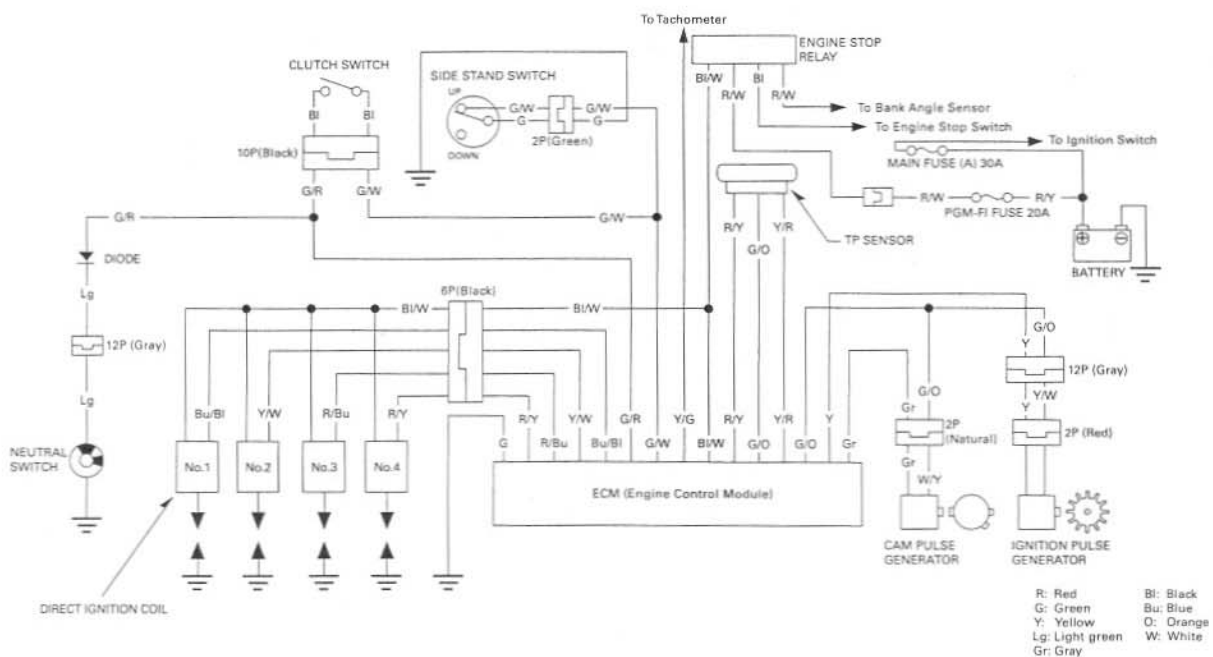 To Tachometer
ENGINE STOP
RELAY
CLUTCH SWITCH
SIDE STAND SWITCH
Bl/W
R/W
Bl
R/W
UP
G/W
G/W
G
G
Bl
Bl
To Bank Angle Sensor
To Engine Stop Switch
To Ignition Switch
2P(Green)
DOWN
10P(Black)
MAIN FUSE (A) 30A
G/R
G/W
R/W
R/Y
PGM-FI FUSE 20A
G/R
G/W
R/Y
Y/R
G/O
TP SENSOR
DIODE
BATTERY
Lg
6P(Black)
Bl/W
Bl/W
12P (Gray)
Y
G/O
12P (Gray)
Lg
Bu/Bl
Y/W
R/Bu
R/Y
R/Y
Y/W
G/R
Y/G
R/Y
Y/R
Y
Gr
G/O
Y
Y/W
G
R/Bu
Bu/Bl
G/W
Bl/W
G/O
G/O
Gr
2P
(Natural)
2P (Red)
NEUTRAL
SWITCH
No.1
No.2
No.3
No.4
Gr
W/Y
ECM (Engine Control Module)
CAM PULSE
GENERATOR
IGNITION PULSE
GENERATOR
DIRECT IGNITION COIL
R: Red
Bl: Black
G: Green
Bu: Blue
Y: Yellow
O: Orange
Lg: Light green
W: White
Gr: Gray